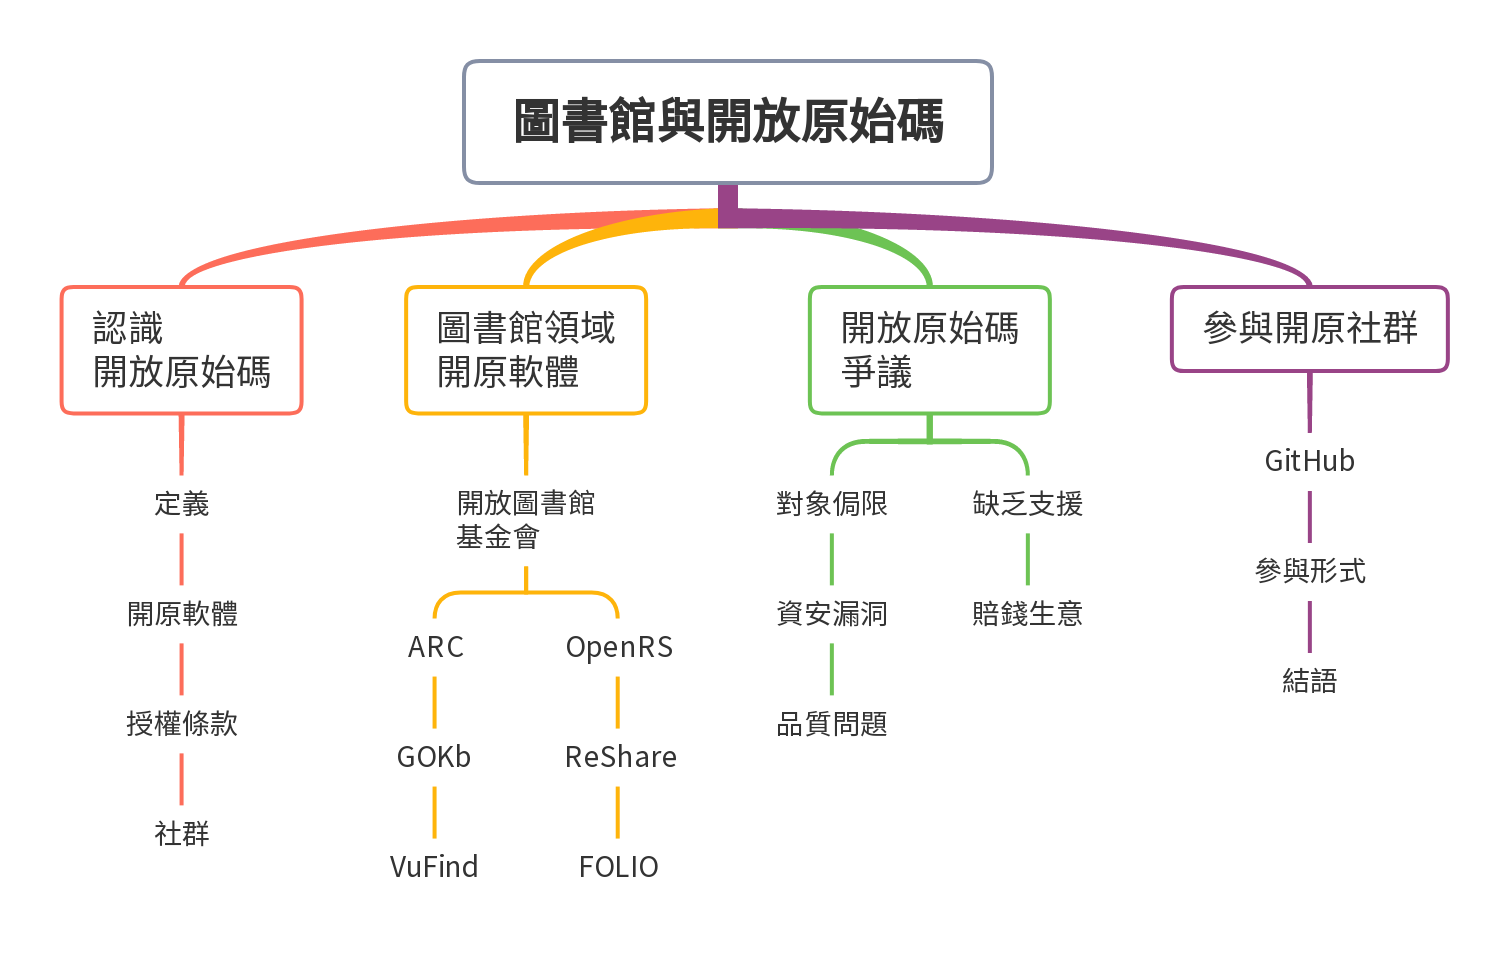 圖書館與開放原始碼
認識
開放原始碼
定義
開原軟體
授權條款
社群
圖書館領域
開原軟體
開放圖書館
基金會
ARC
GOKb
VuFind
OpenRS
ReShare
FOLIO
開放原始碼
爭議
對象侷限
資安漏洞
品質問題
缺乏支援
賠錢生意
參與開原社群
GitHub
參與形式
結語